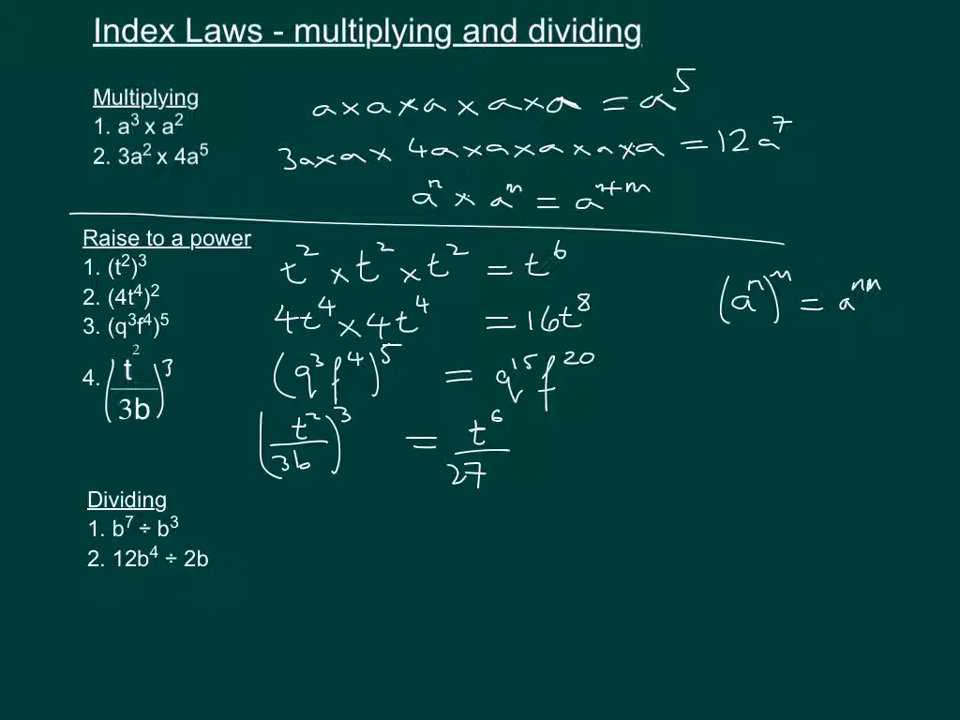 Index Laws - multiplying and dividing
Multiplying
a × a × a × a × a = a⁵
1. a³ x a²
2. 3a² x 4a⁵
3a × a × 4a × a × a × a × a = 12a⁷
aⁿ × aᵐ = aⁿ⁺ᵐ
Raise to a power
1. (t²)³
t² × t² × t² = t⁶
2. (4t⁴)²
4t⁴ × 4t⁴ = 16t⁸
(aⁿ)ᵐ = aⁿᵐ
3. (q³f⁴)⁵
(q³f⁴)⁵ = q¹⁵f²⁰
4. (t²/3b)³
(t²/3b)³ = t⁶/27
Dividing
1. b⁷ ÷ b³
2. 12b⁴ ÷ 2b